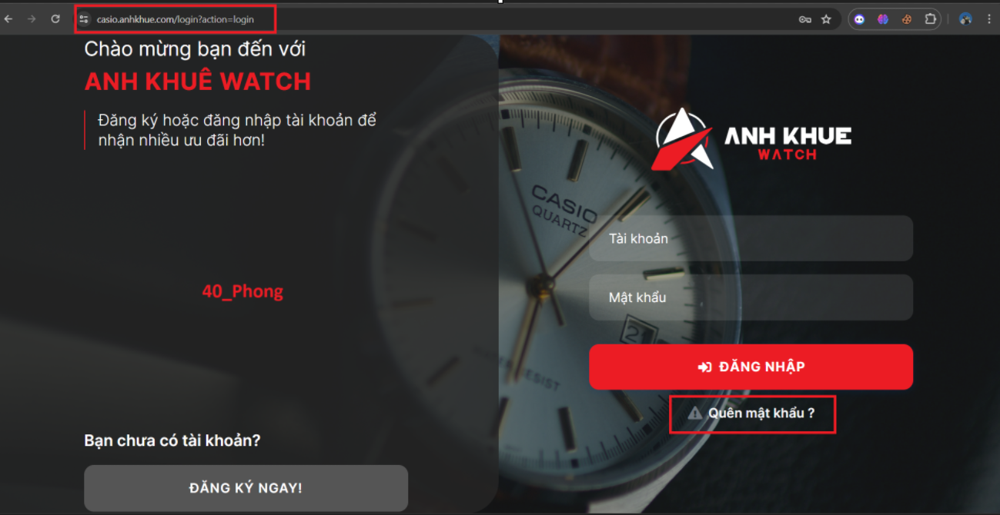 casio.anhkhue.com/login?action=login
Chào mừng bạn đến với
ANH KHUÊ WATCH
Đăng ký hoặc đăng nhập tài khoản để
nhận nhiều ưu đãi hơn!
40_Phong
Bạn chưa có tài khoản?
ĐĂNG KÝ NGAY!
CASIO
QUARTZ
21
RESIST
ANH KHUE
WATCH
Tài khoản
Mật khẩu
ĐĂNG NHẬP
Quên mật khẩu ?